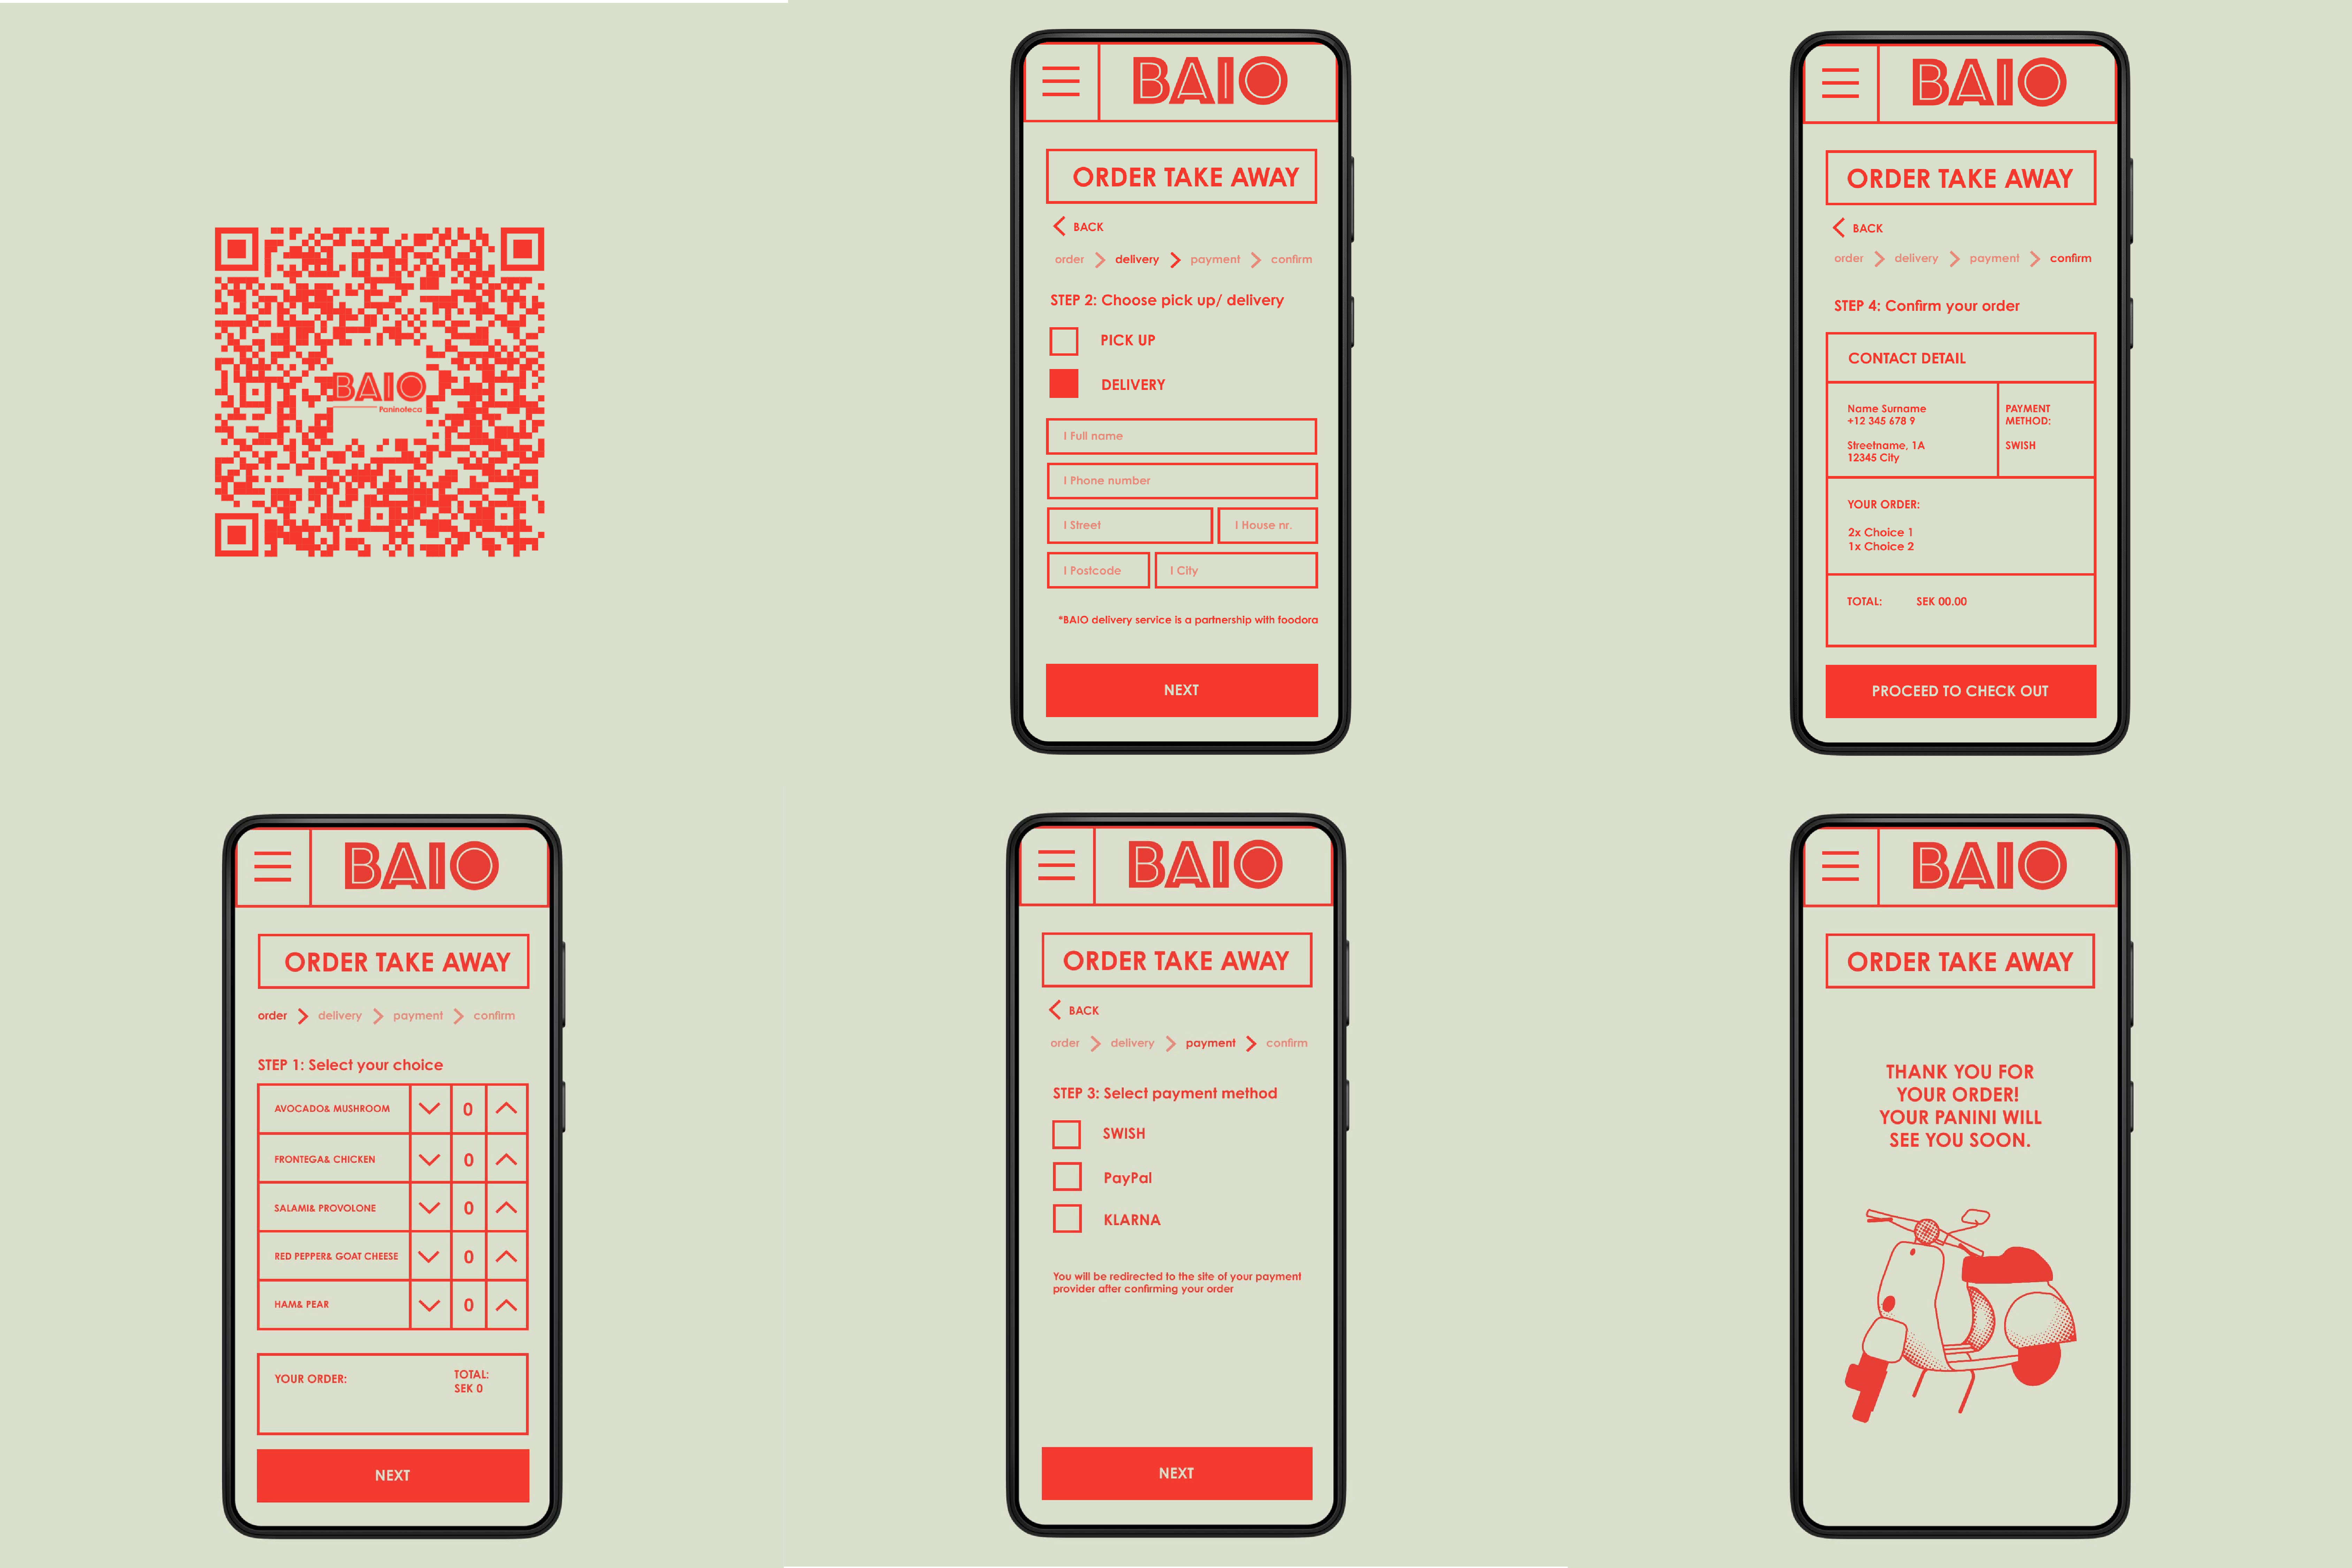 BAIO
Paninoteca
BAIO
ORDER TAKE AWAY
BACK
order delivery payment confirm
STEP 2: Choose pick up/ delivery
PICK UP
DELIVERY
I Full name
I Phone number
I Street I House nr.
I Postcode I City
*BAIO delivery service is a partnership with foodora
NEXT
BAIO
ORDER TAKE AWAY
BACK
order delivery payment confirm
STEP 4: Confirm your order
CONTACT DETAIL
Name Surname
+12 345 678 9
Streetname, 1A
12345 City
PAYMENT
METHOD:
SWISH
YOUR ORDER:
2x Choice 1
1x Choice 2
TOTAL: SEK 00.00
PROCEED TO CHECK OUT
BAIO
ORDER TAKE AWAY
order delivery payment confirm
STEP 1: Select your choice
AVOCADO& MUSHROOM 0
FRONTEGA& CHICKEN 0
SALAMI& PROVOLONE 0
RED PEPPER& GOAT CHEESE 0
HAM& PEAR 0
YOUR ORDER:
TOTAL:
SEK 0
NEXT
BAIO
ORDER TAKE AWAY
BACK
order delivery payment confirm
STEP 3: Select payment method
SWISH
PayPal
KLARNA
You will be redirected to the site of your payment
provider after confirming your order
NEXT
BAIO
ORDER TAKE AWAY
THANK YOU FOR
YOUR ORDER!
YOUR PANINI WILL
SEE YOU SOON.